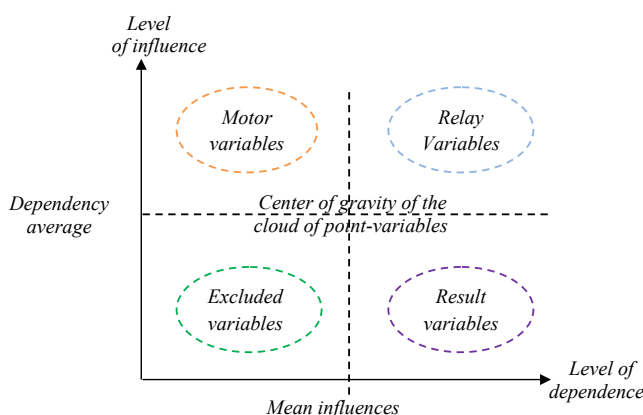 Level
of influence
Motor
variables
Relay
Variables
Dependency
average
Center of gravity of the
cloud of point-variables
Excluded
variables
Result
variables
Level of
dependence
Mean influences